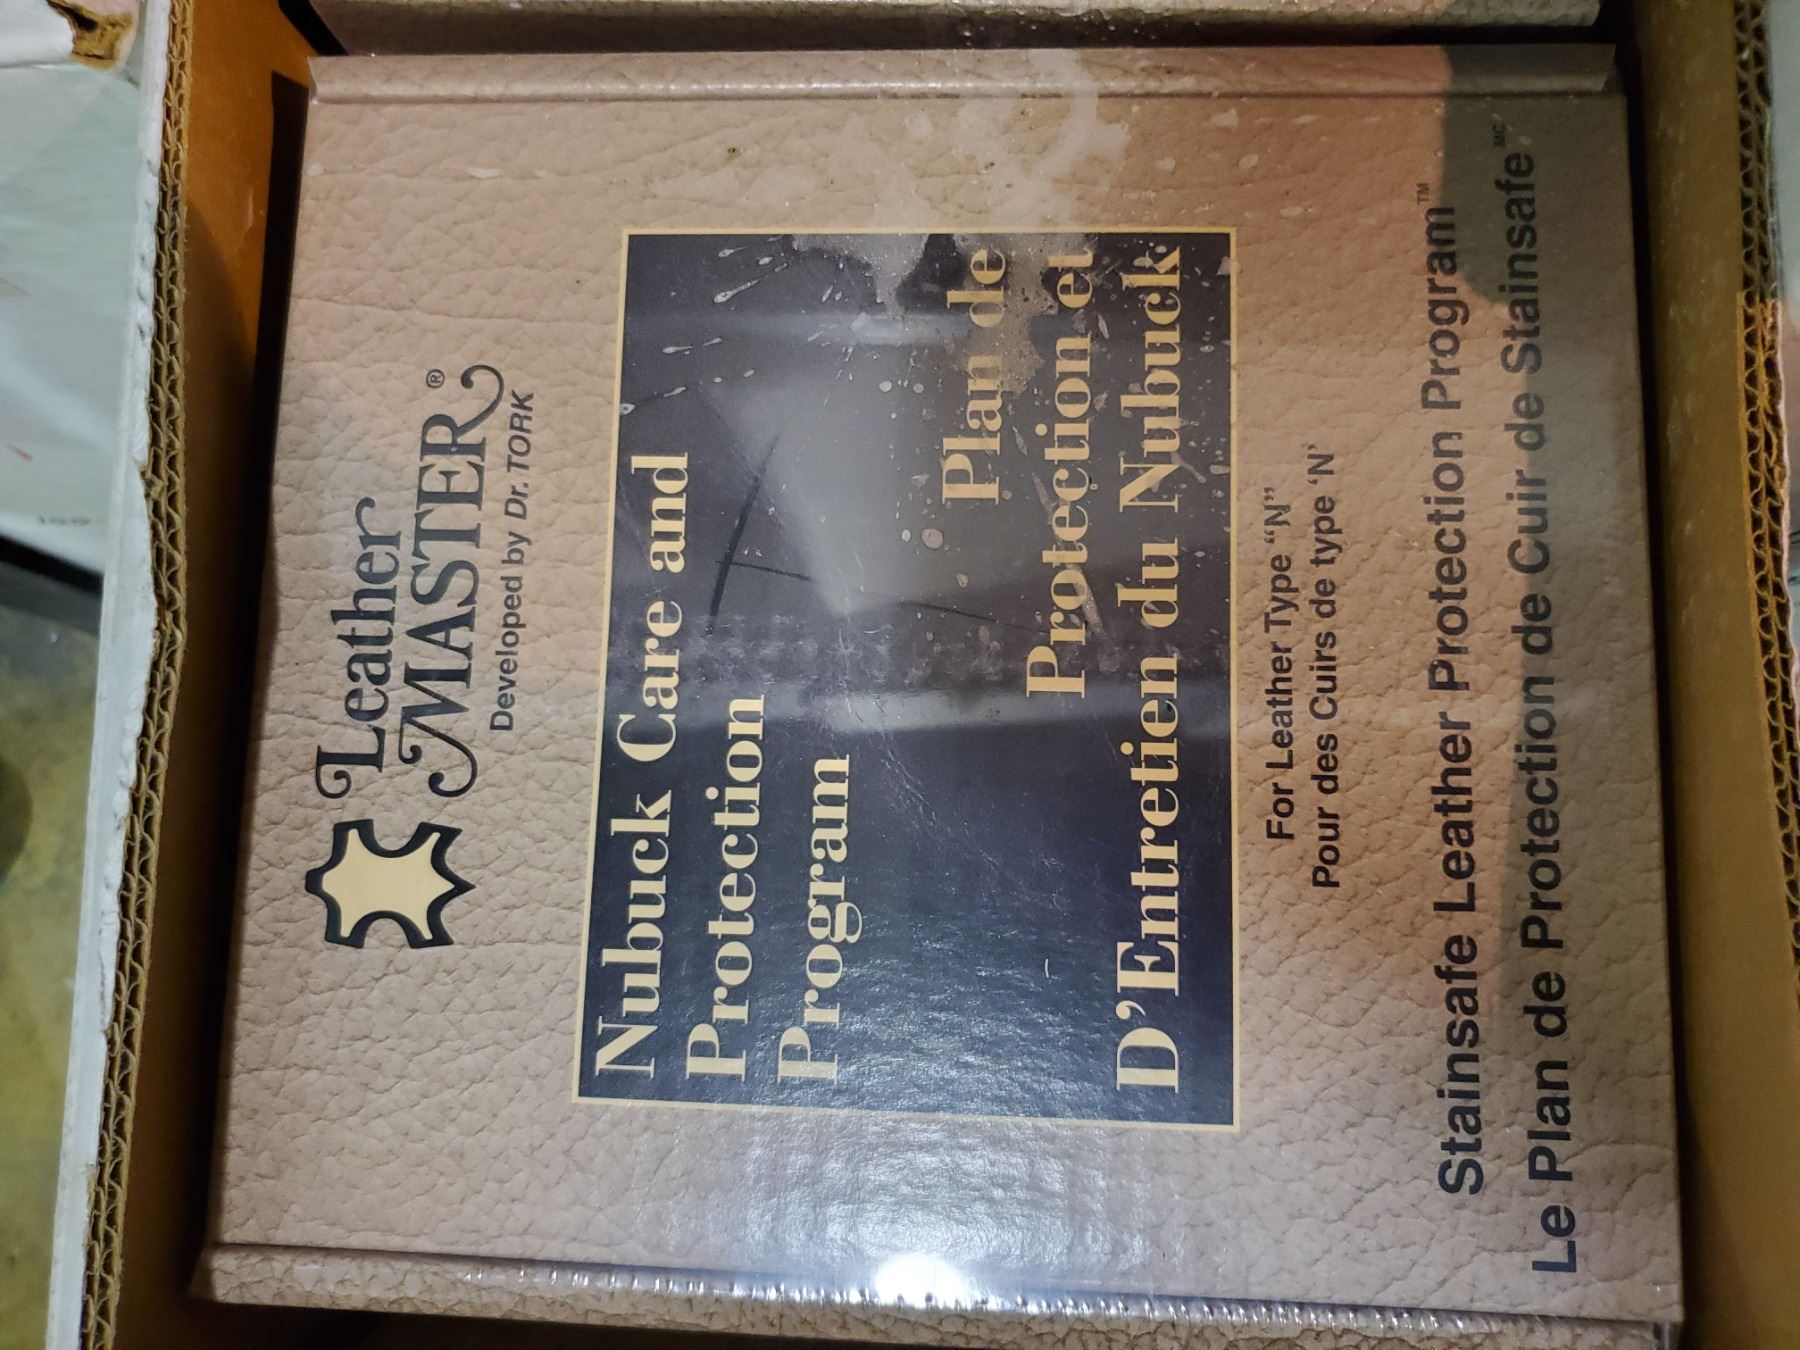 Leather
MASTER®
Developed by Dr. TORK
Nubuck Care and
Protection
Program
Plan de
Protection et
D'Entretien du Nubuck
For Leather Type “N”
Pour des Cuirs de type ‘N’
Stainsafe Leather Protection Program™
Le Plan de Protection de Cuir de Stainsafe MC